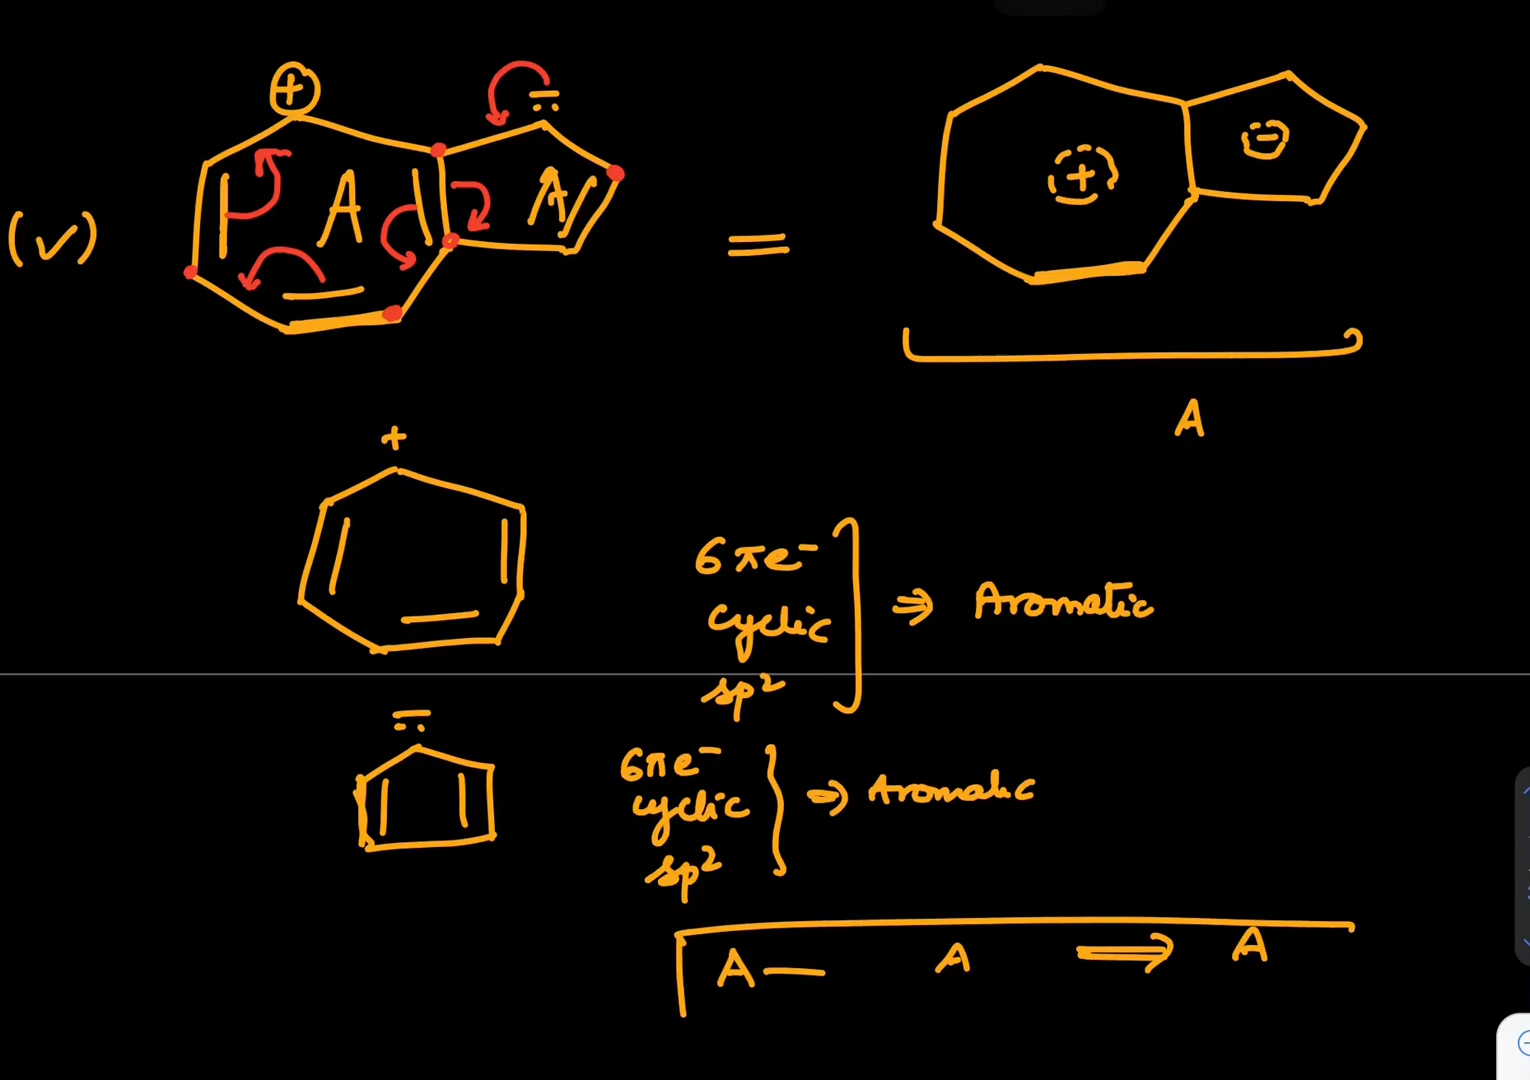 (v) ⊕ A A = + -
A
+
6πe⁻
cyclic ⇒ Aromatic
sp²
6πe⁻
cyclic ⇒ Aromatic
sp²
A — A ⟹ A